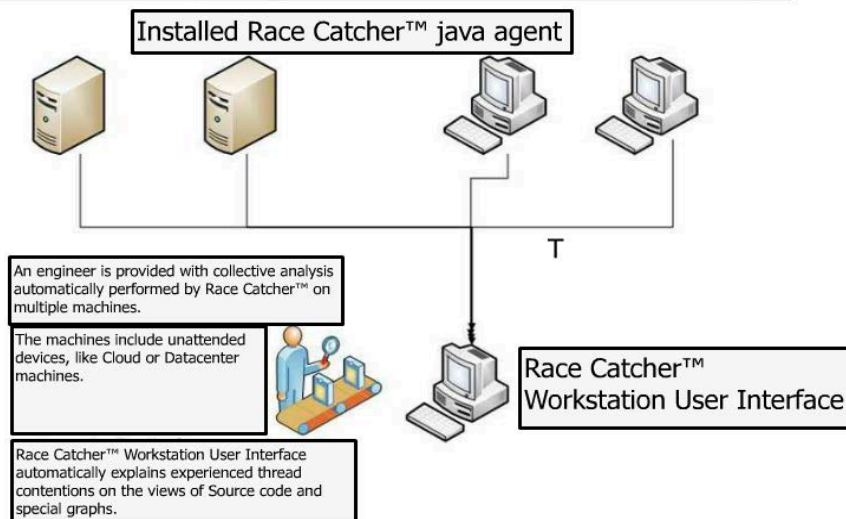 Installed Race Catcher™ java agent
T
An engineer is provided with collective analysis
automatically performed by Race Catcher™ on
multiple machines.
The machines include unattended
devices, like Cloud or Datacenter
machines.
Race Catcher™
Workstation User Interface
Race Catcher™ Workstation User Interface
automatically explains experienced thread
contentions on the views of Source code and
special graphs.